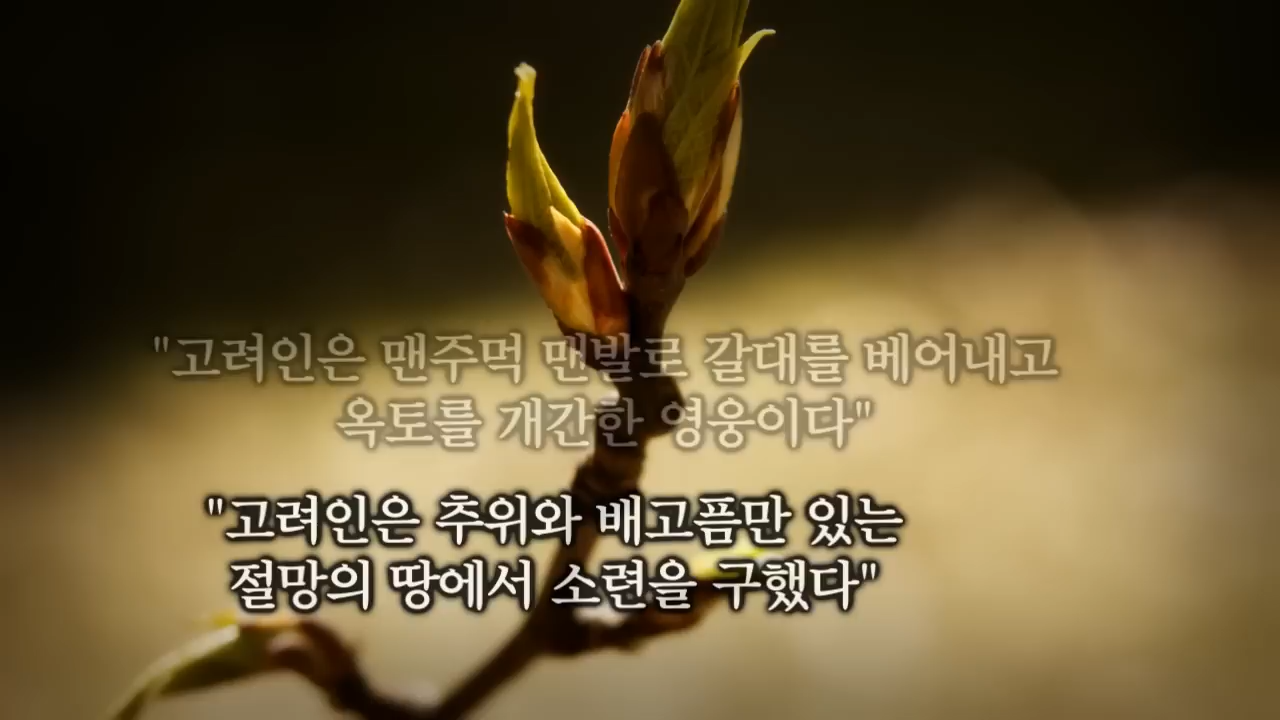 "고려인은 맨주먹 맨발로 갈대를 베어내고
옥토를 개간한 영웅이다"
"고려인은 추위와 배고픔만 있는
절망의 땅에서 소련을 구했다"